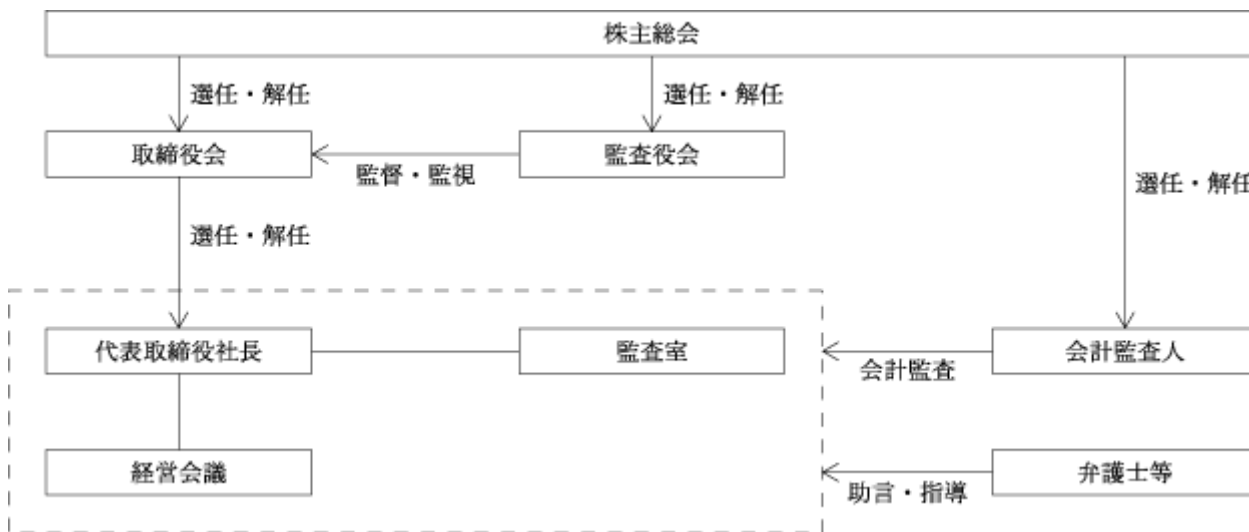 株主総会
選任・解任
選任・解任
取締役会
監査役会
監督・監視
選任・解任
選任・解任
代表取締役社長
監査室
会計監査人
会計監査
経営会議
弁護士等
助言・指導